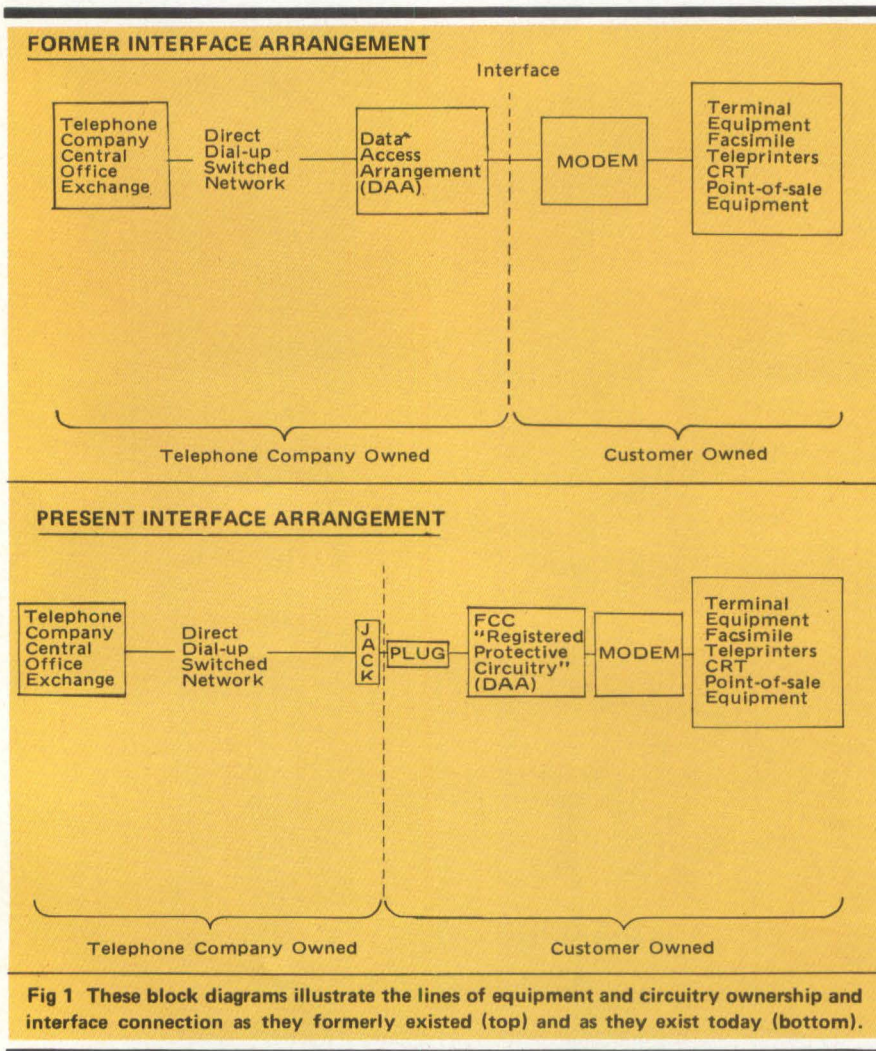 FORMER INTERFACE ARRANGEMENT
Interface
Telephone
Company
Central
Office
Exchange
Direct
Dial-up
Switched
Network
Data
Access
Arrangement
(DAA)
MODEM
Terminal
Equipment
Facsimile
Teleprinters
CRT
Point-of-sale
Equipment
Telephone Company Owned
Customer Owned
PRESENT INTERFACE ARRANGEMENT
Telephone
Company
Central
Office
Exchange
Direct
Dial-up
Switched
Network
JACK
PLUG
FCC
"Registered
Protective
Circuitry"
(DAA)
MODEM
Terminal
Equipment
Facsimile
Teleprinters
CRT
Point-of-sale
Equipment
Telephone Company Owned
Customer Owned
Fig 1 These block diagrams illustrate the lines of equipment and circuitry ownership and
interface connection as they formerly existed (top) and as they exist today (bottom).